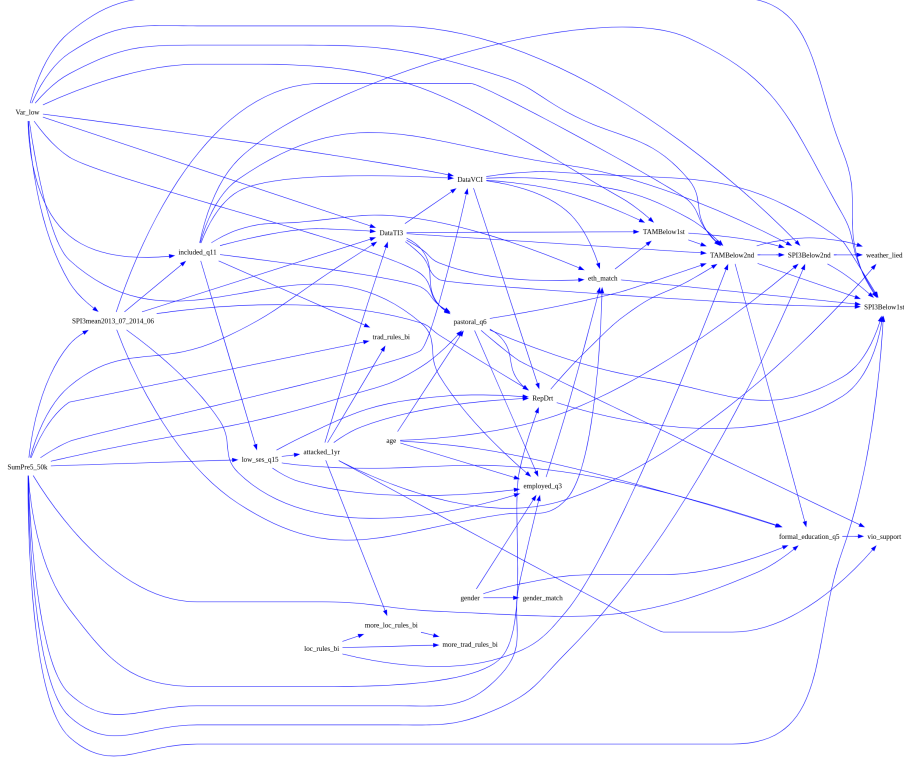 Var_low
DataVCI
DataTI3
TAMBelow1st
included_q11
TAMBelow2nd
SPI3Below2nd
weather_lied
eth_match
SPI3Below1st
SPI3mean2013_07_2014_06
pastoral_q6
trad_rules_bi
RepDrt
age
attacked_1yr
low_ses_q15
SumPre5_50k
employed_q3
formal_education_q5
vio_support
gender
gender_match
more_loc_rules_bi
more_trad_rules_bi
loc_rules_bi